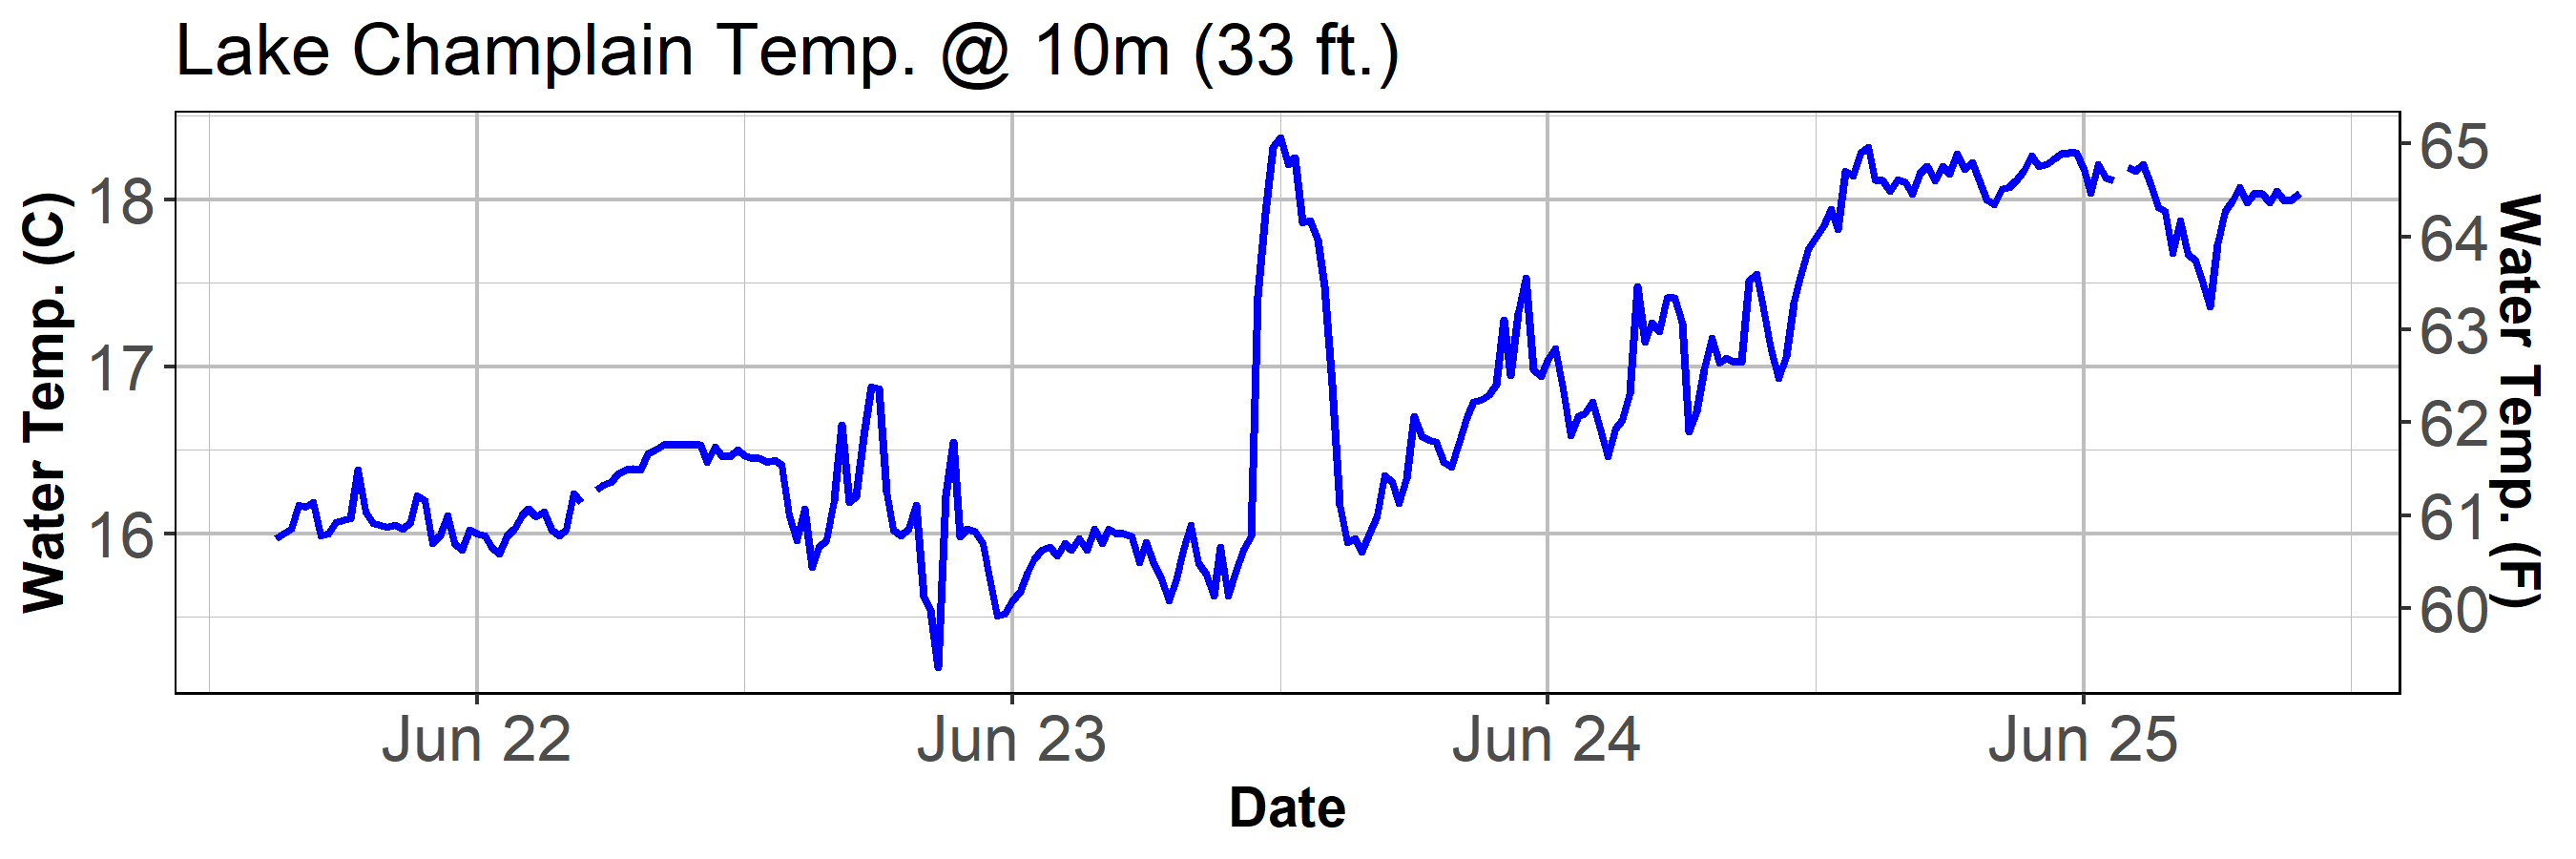 Lake Champlain Temp. @ 10m (33 ft.)
Water Temp. (C)
18
17
16
65
64
63
62
61
60
Water Temp. (F)
Jun 22
Jun 23
Jun 24
Jun 25
Date